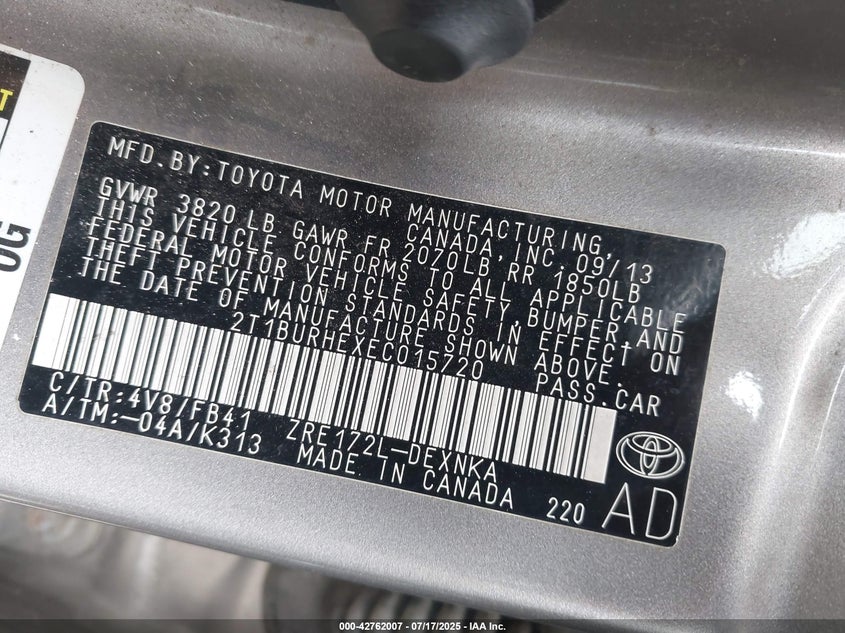 T
OG
MFD.BY:TOYOTA MOTOR MANUFACTURING,
CANADA, INC. 09/13
GVWR 3820 LB GAWR FR 2070LB RR 1850LB
THIS VEHICLE CONFORMS TO ALL APPLICABLE
FEDERAL MOTOR VEHICLE SAFETY, BUMPER, AND
THEFT PREVENTION STANDARDS IN EFFECT ON
THE DATE OF MANUFACTURE SHOWN ABOVE.
2T1BURHEXEC015720 PASS.CAR
C/TR:4V8/FB41
A/TM:-04A/K313
ZRE172L-DEXNKA
MADE IN CANADA
220
AD
000-42762007 - 07/17/2025 - IAA Inc.